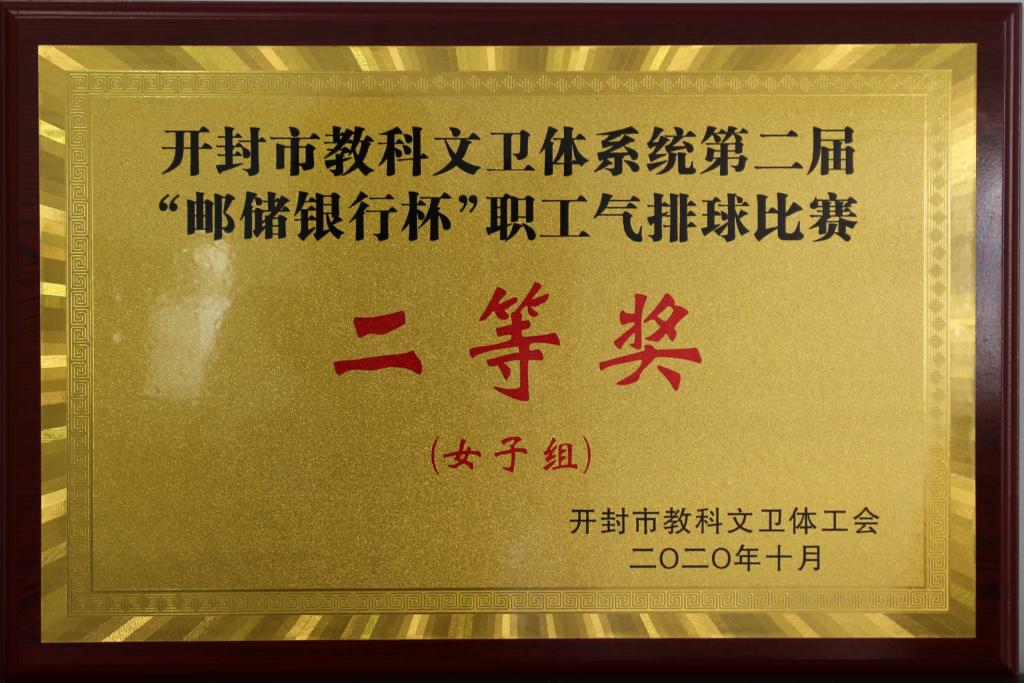 开封市教科文卫体系统第二届
“邮储银行杯”职工气排球比赛
二等奖
(女子组)
开封市教科文卫体工会
二〇二〇年十月